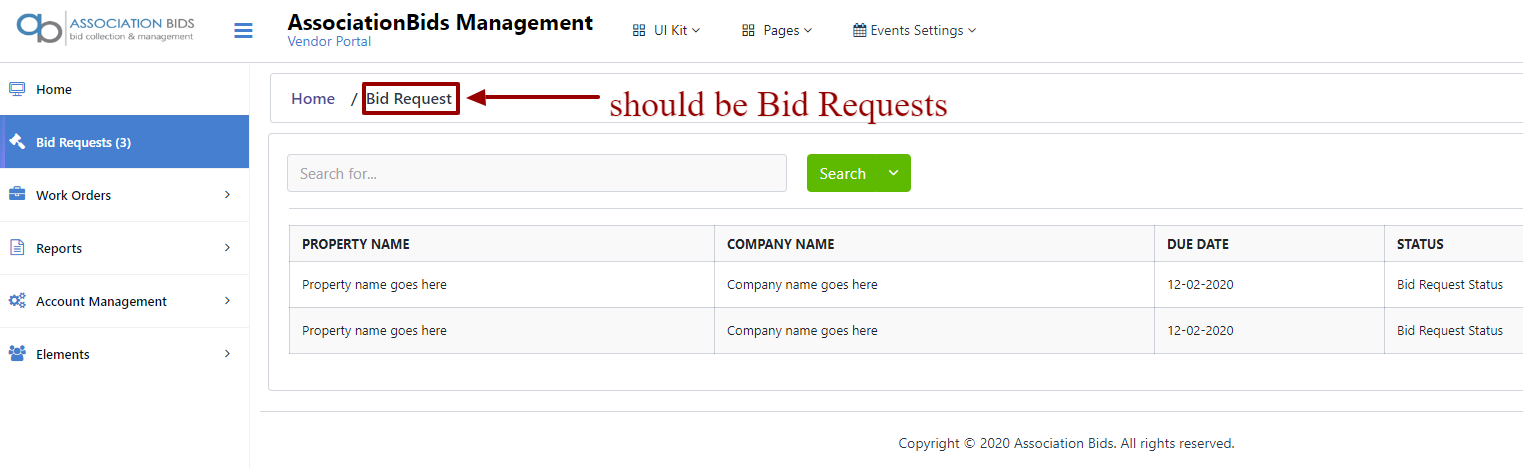 ASSOCIATION BIDS
bid collection & management
AssociationBids Management
Vendor Portal
UI Kit
Pages
Events Settings
Home
Bid Requests (3)
Work Orders
Reports
Account Management
Elements
Home / Bid Request
should be Bid Requests
Search for...
Search
PROPERTY NAME COMPANY NAME DUE DATE STATUS
Property name goes here Company name goes here 12-02-2020 Bid Request Status
Property name goes here Company name goes here 12-02-2020 Bid Request Status
Copyright © 2020 Association Bids. All rights reserved.